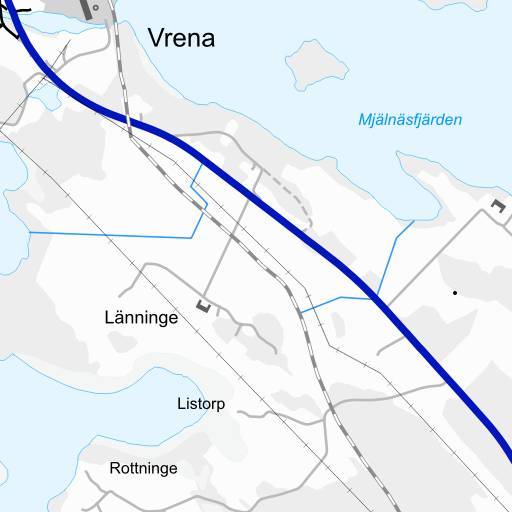 Vrena
Mjälnäsfjärden
Länninge
Listorp
Rottninge